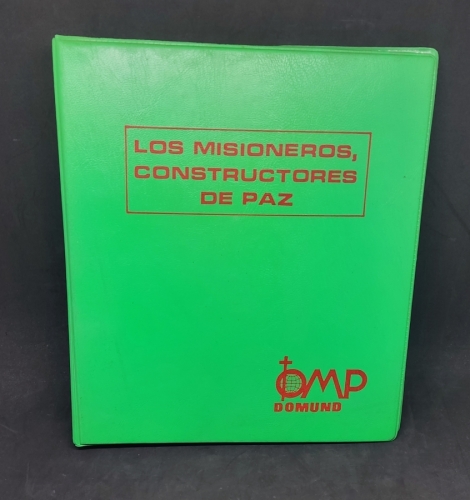 LOS MISIONEROS,
CONSTRUCTORES
DE PAZ
OMP
DOMUND